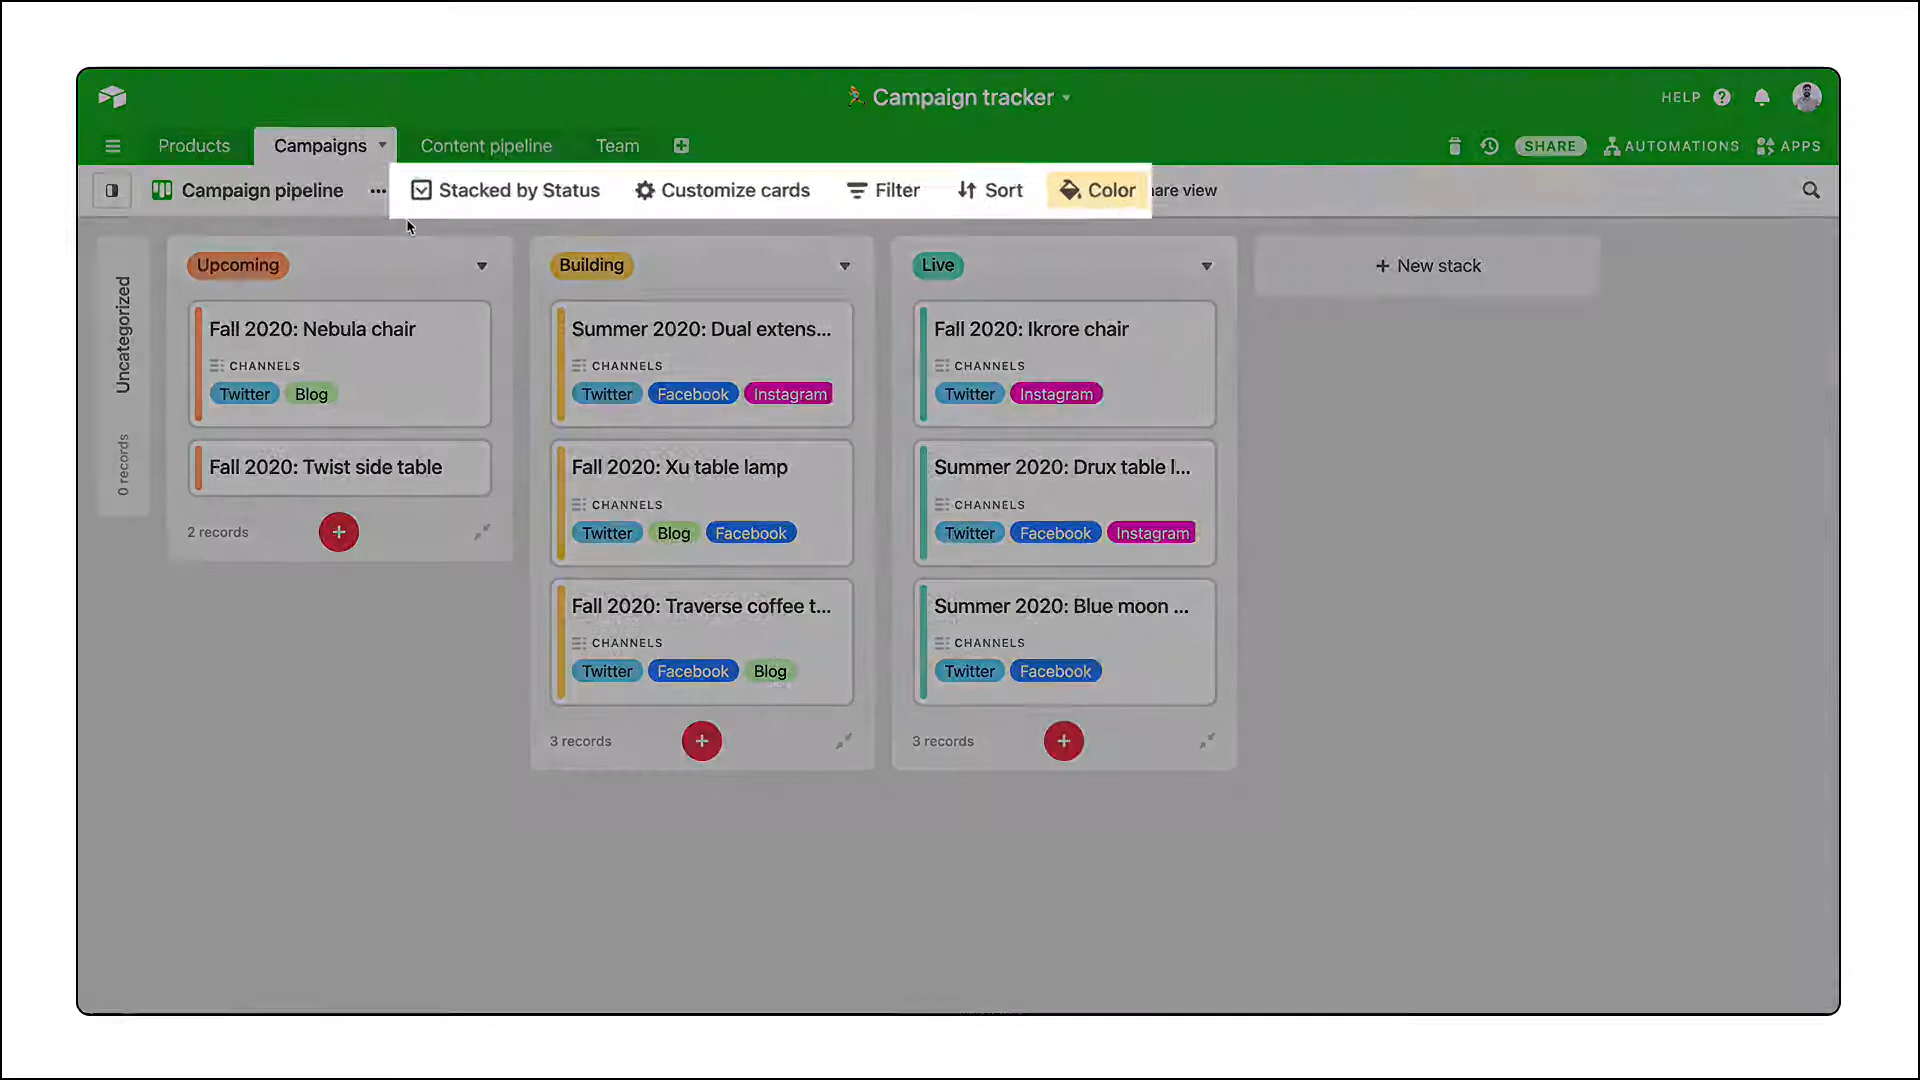 Campaign tracker
HELP
Products
Campaigns
Content pipeline
Team
SHARE
AUTOMATIONS
APPS
Campaign pipeline
Stacked by Status
Customize cards
Filter
Sort
Color
are view
Uncategorized
0 records
Upcoming
Fall 2020: Nebula chair
CHANNELS
Twitter Blog
Fall 2020: Twist side table
2 records
Building
Summer 2020: Dual extens...
CHANNELS
Twitter Facebook Instagram
Fall 2020: Xu table lamp
CHANNELS
Twitter Blog Facebook
Fall 2020: Traverse coffee t...
CHANNELS
Twitter Facebook Blog
3 records
Live
Fall 2020: Ikrore chair
CHANNELS
Twitter Instagram
Summer 2020: Drux table l...
CHANNELS
Twitter Facebook Instagram
Summer 2020: Blue moon ...
CHANNELS
Twitter Facebook
3 records
+ New stack